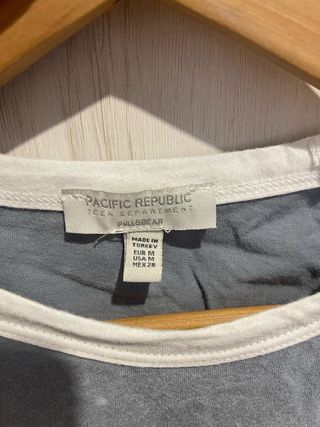 PACIFIC REPUBLIC
TEEN DEPARTMENT
PULL&BEAR
MADE IN
TURKEY
EUR M
USA M
MEX 28